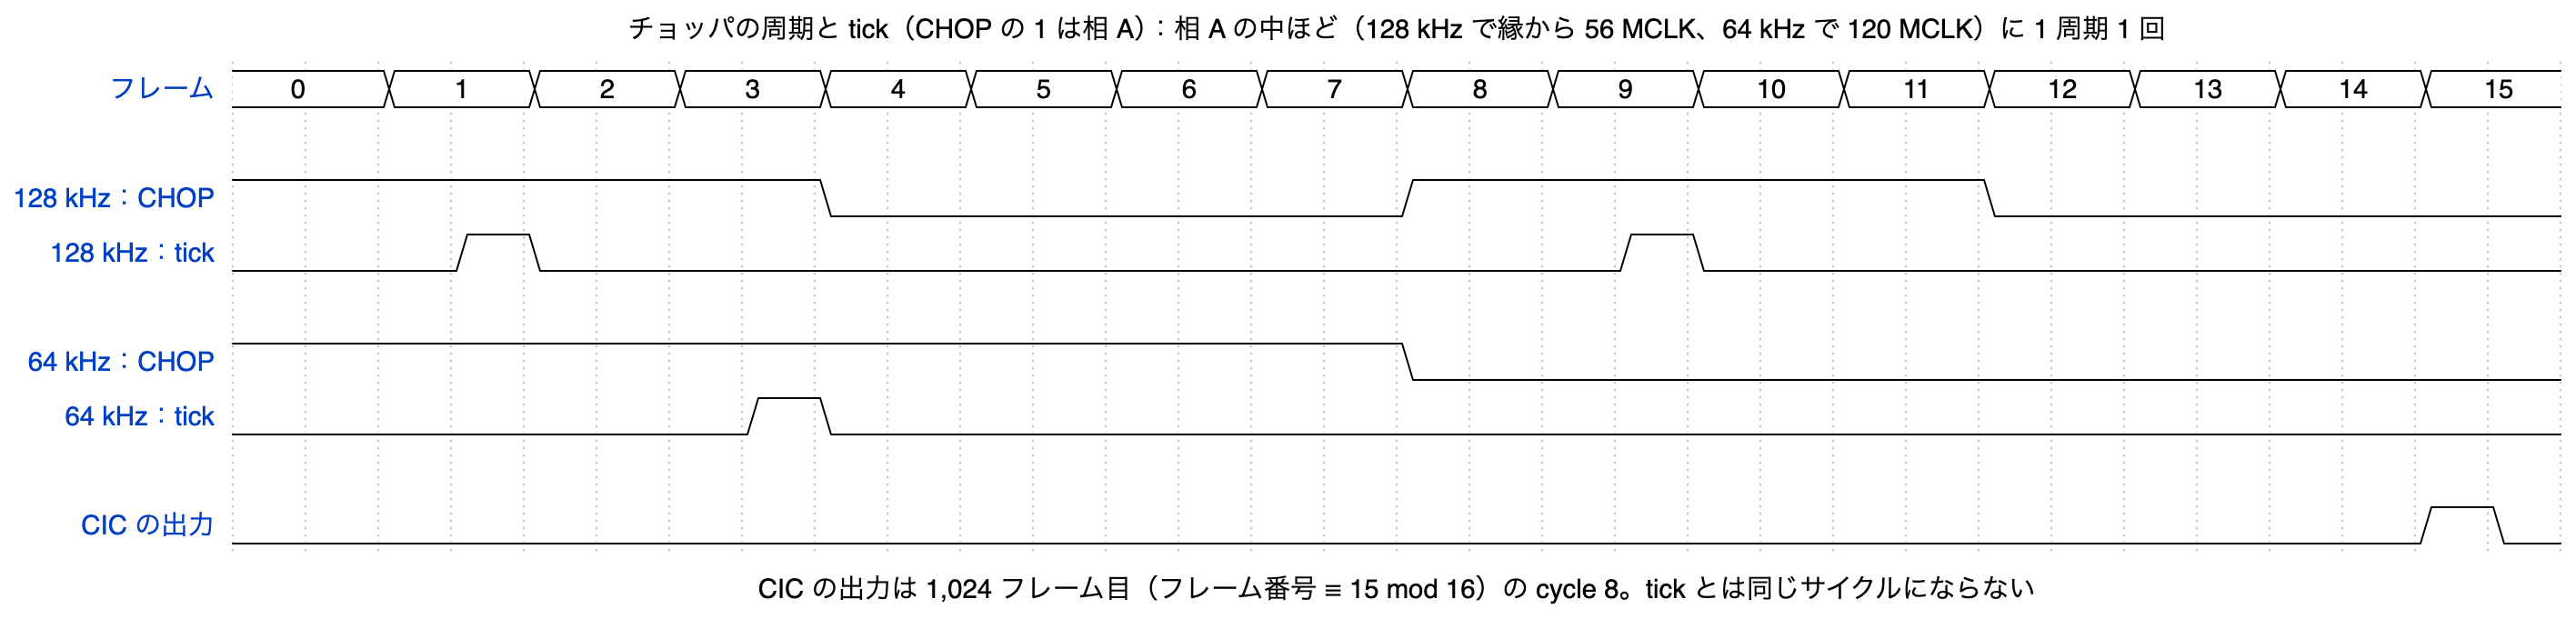 チョッパの周期と tick（CHOP の 1 は相 A）：相 A の中ほど（128 kHz で縁から 56 MCLK、64 kHz で 120 MCLK）に 1 周期 1 回
フレーム 0 1 2 3 4 5 6 7 8 9 10 11 12 13 14 15
128 kHz：CHOP
128 kHz：tick
64 kHz：CHOP
64 kHz：tick
CIC の出力
CIC の出力は 1,024 フレーム目（フレーム番号 ≡ 15 mod 16）の cycle 8。tick とは同じサイクルにならない